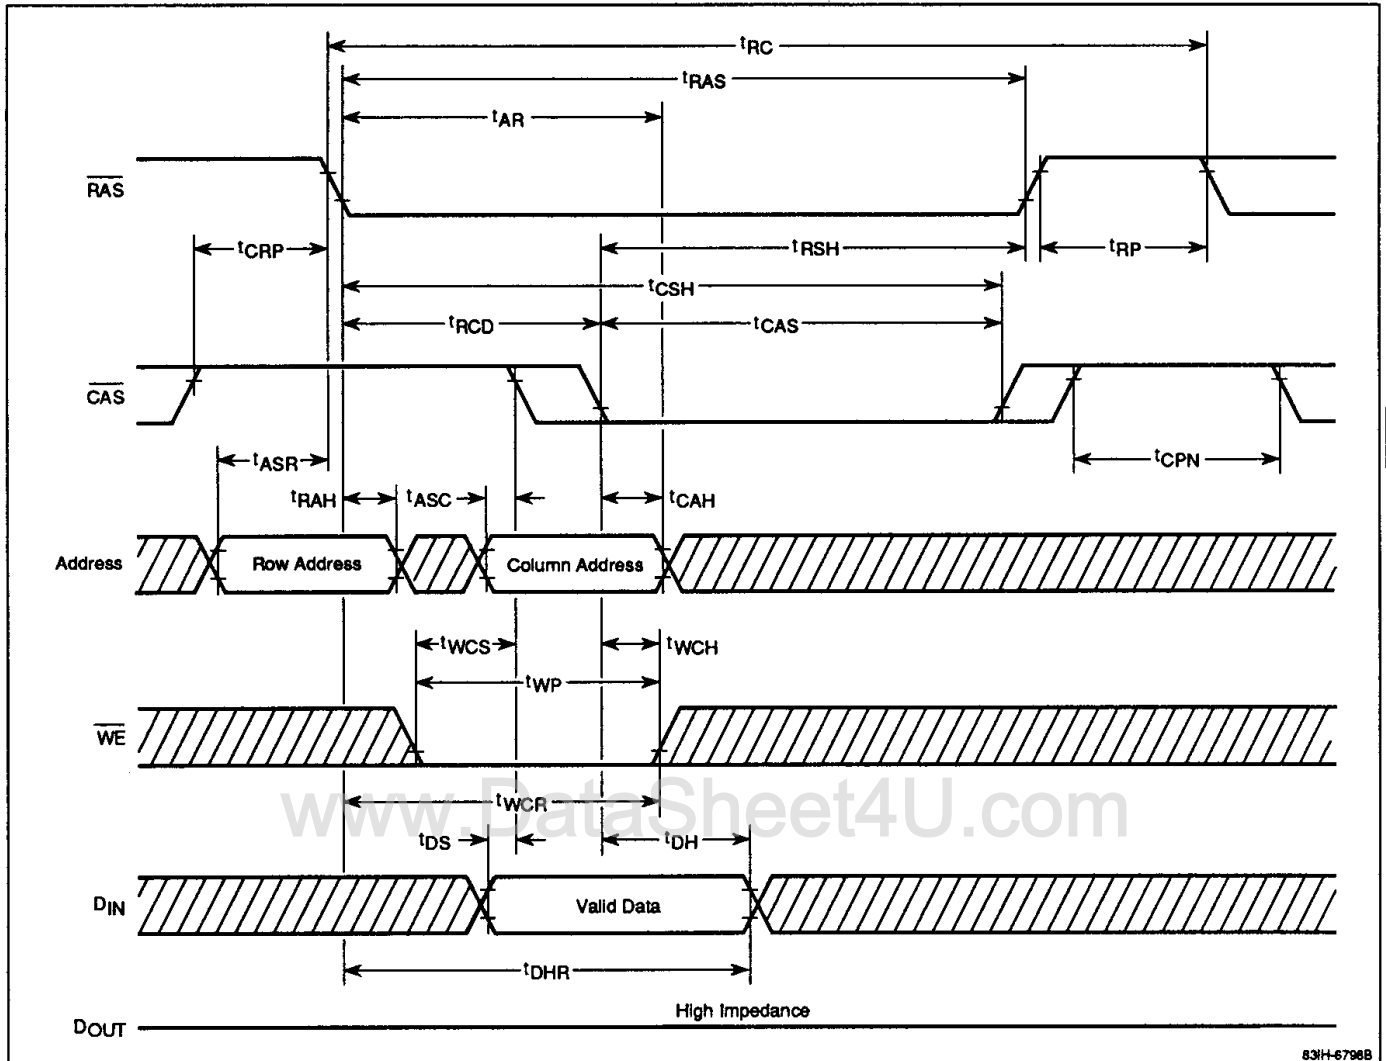 tRC
tRAS
tAR
RAS
tCRP
tRSH
tRP
tCSH
tRCD
tCAS
CAS
tASR
tCPN
tRAH
tASC
tCAH
Address
Row Address
Column Address
tWCS
tWCH
tWP
WE
www.DataSheet4U.com
tWCR
tDS
tDH
DIN
Valid Data
tDHR
High Impedance
DOUT
83IH-6798B